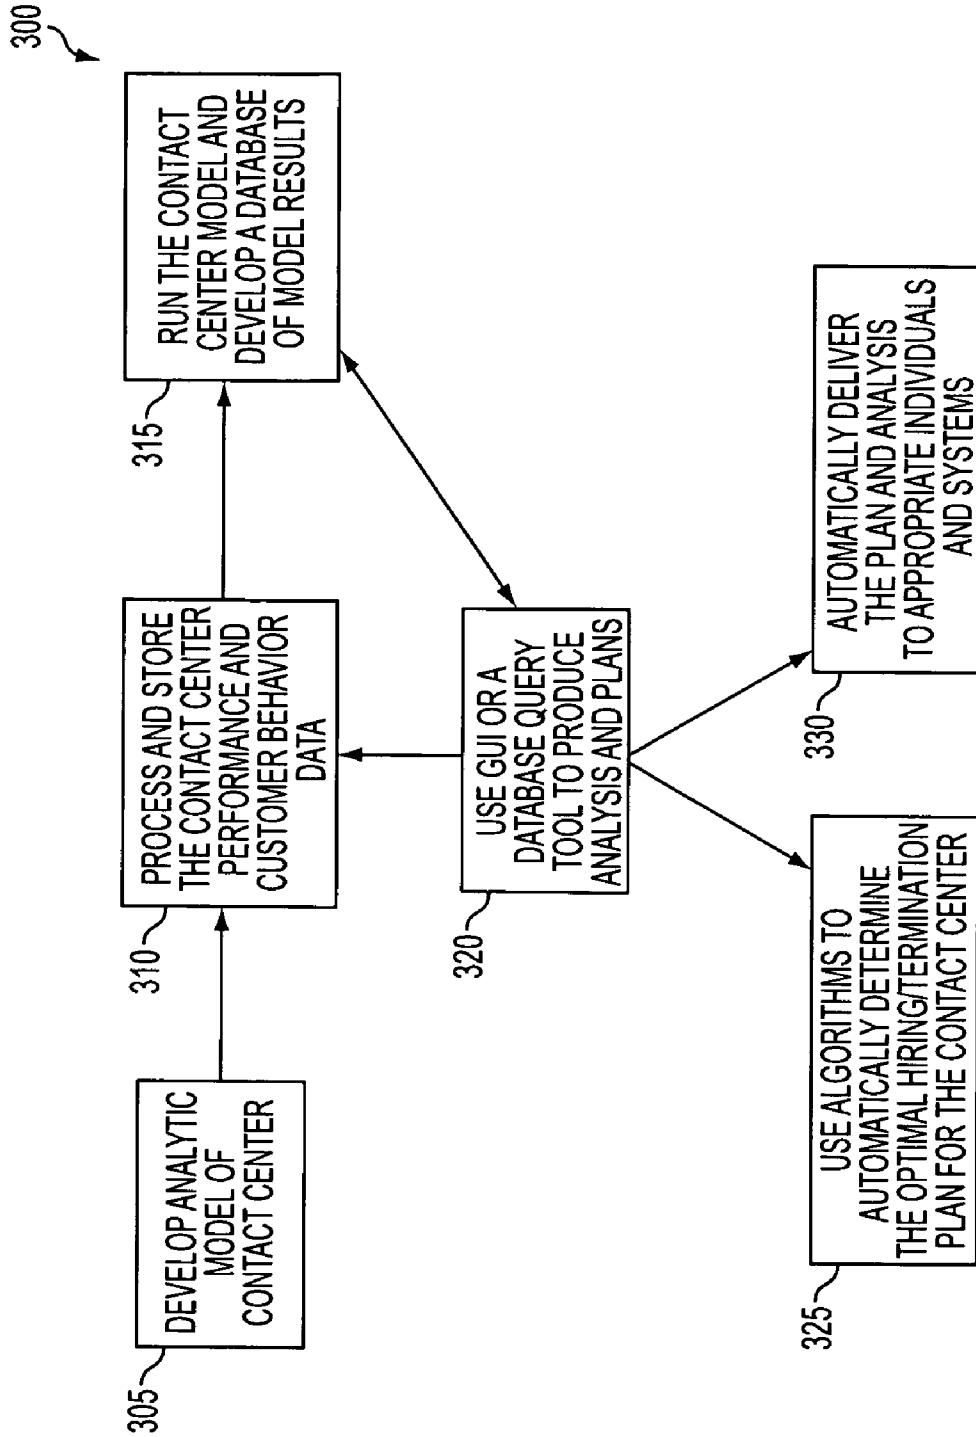 300
305
DEVELOP ANALYTIC
MODEL OF
CONTACT CENTER
310
PROCESS AND STORE
THE CONTACT CENTER
PERFORMANCE AND
CUSTOMER BEHAVIOR
DATA
315
RUN THE CONTACT
CENTER MODEL AND
DEVELOP A DATABASE
OF MODEL RESULTS
320
USE GUI OR A
DATABASE QUERY
TOOL TO PRODUCE
ANALYSIS AND PLANS
325
USE ALGORITHMS TO
AUTOMATICALLY DETERMINE
THE OPTIMAL HIRING/TERMINATION
PLAN FOR THE CONTACT CENTER
330
AUTOMATICALLY DELIVER
THE PLAN AND ANALYSIS
TO APPROPRIATE INDIVIDUALS
AND SYSTEMS